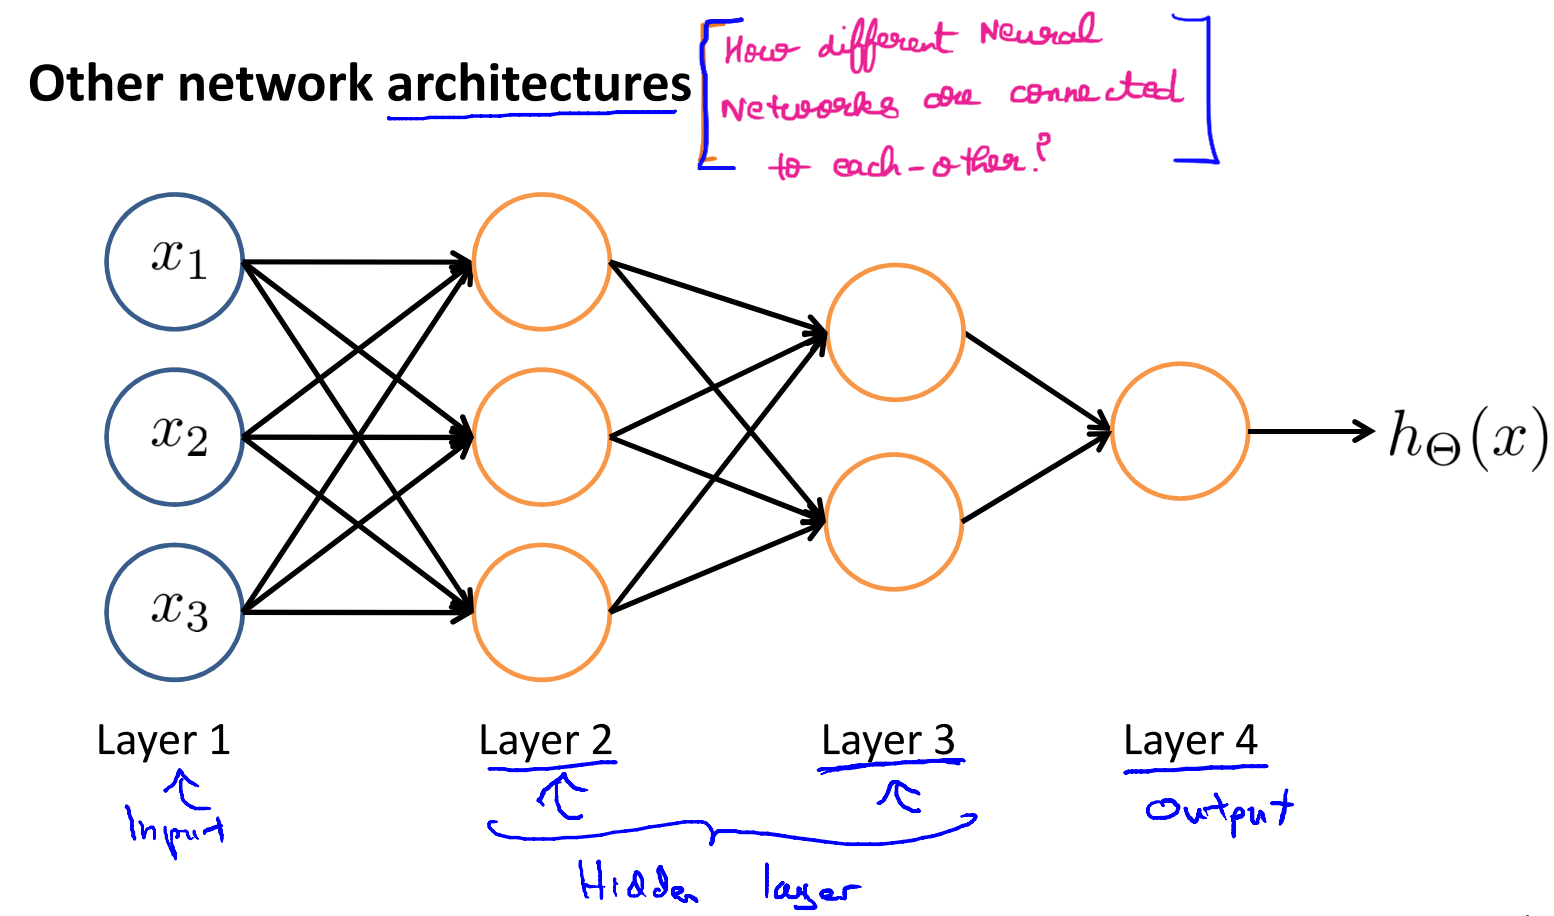 Other network architectures
How different Neural
Networks are connected
to each-other?
x₁
x₂
x₃
h_Θ(x)
Layer 1
Layer 2
Layer 3
Layer 4
Input
Output
Hidden layer